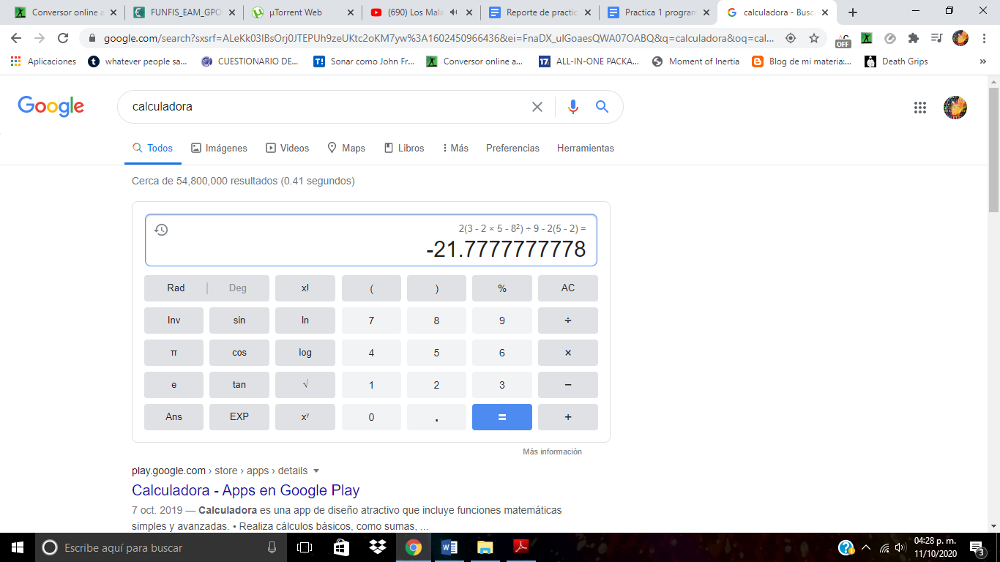 Conversor online a
FUNFIS_EAM_GPO
µTorrent Web
(690) Los Mala
Reporte de practic
Practica 1 program
calculadora - Busc
google.com/search?sxsrf=ALeKk03IBsOrj0JTEPUh9zeUKtc2oKM7yw%3A1602450966436&ei=FnaDX_ulGoaesQWA07OABQ&q=calculadora&oq=cal...
OFF
Aplicaciones
whatever people sa...
CUESTIONARIO DE...
Sonar como John Fr...
Conversor online a...
ALL-IN-ONE PACKA...
Moment of Inertia
Blog de mi materia:...
Death Grips
»
Google
calculadora
Todos
Imágenes
Videos
Maps
Libros
Más
Preferencias
Herramientas
Cerca de 54,800,000 resultados (0.41 segundos)
2(3 - 2 × 5 - 8²) ÷ 9 - 2(5 - 2) =
-21.7777777778
Rad | Deg x! ( ) % AC
Inv sin ln 7 8 9 ÷
π cos log 4 5 6 ×
e tan √ 1 2 3 −
Ans EXP xʸ 0 . = +
Más información
play.google.com › store › apps › details
Calculadora - Apps en Google Play
7 oct. 2019 — Calculadora es una app de diseño atractivo que incluye funciones matemáticas
simples y avanzadas. • Realiza cálculos básicos, como sumas, ...
Escribe aquí para buscar
04:28 p. m.
11/10/2020
3